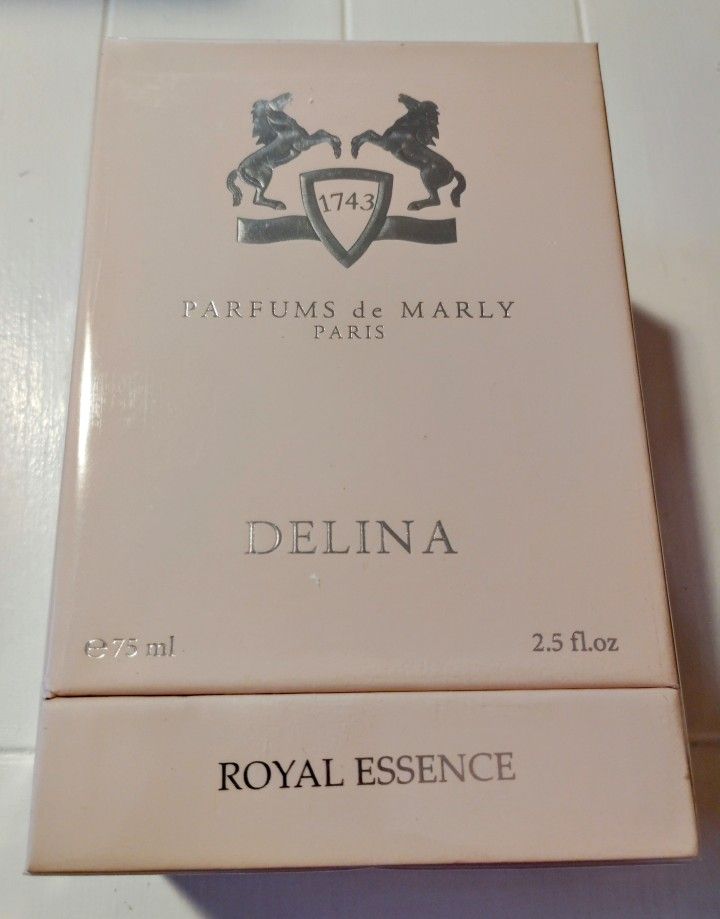 1743
PARFUMS de MARLY
PARIS
DELINA
℮ 75 ml 2.5 fl.oz
ROYAL ESSENCE